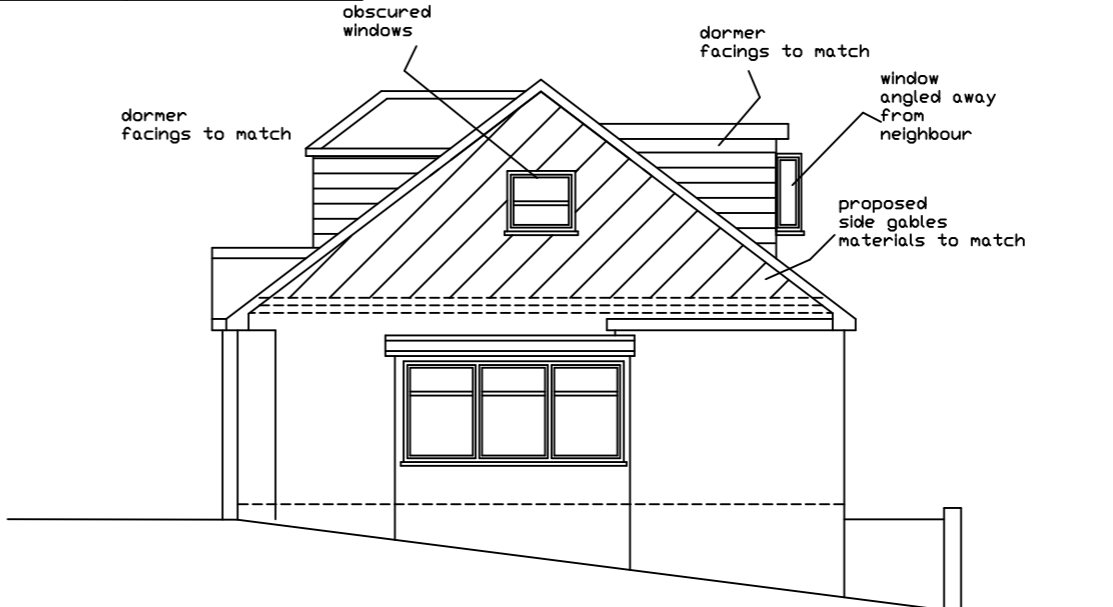 obscured
windows
dormer
facings to match
window
angled away
from
neighbour
dormer
facings to match
proposed
side gables
materials to match